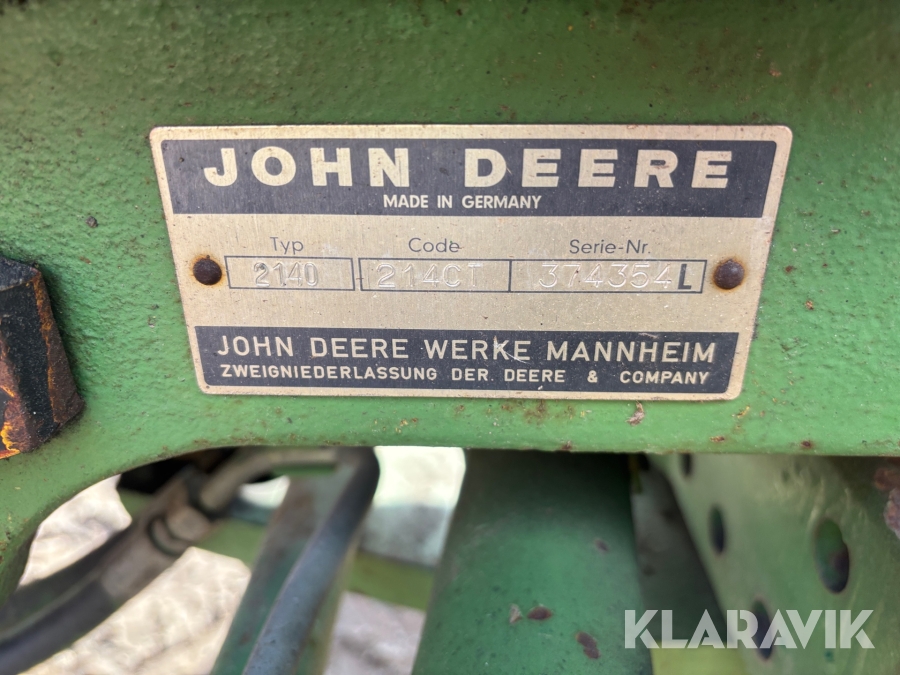 JOHN DEERE
MADE IN GERMANY
Typ Code Serie-Nr.
2140 214CT 374354L
JOHN DEERE WERKE MANNHEIM
ZWEIGNIEDERLASSUNG DER DEERE & COMPANY
KLARAVIK